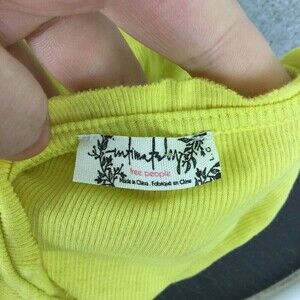 intimately
free people
Made in China . Fabriqué en Chine